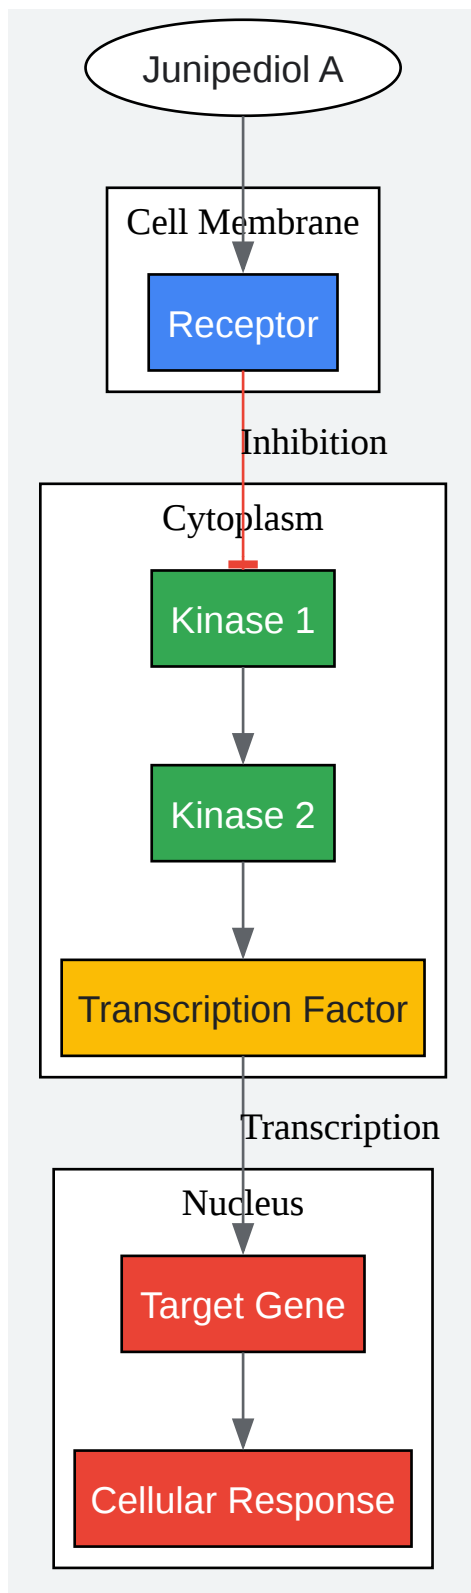 Junipediol A
Cell Membrane
Receptor
Inhibition
Cytoplasm
Kinase 1
Kinase 2
Transcription Factor
Transcription
Nucleus
Target Gene
Cellular Response